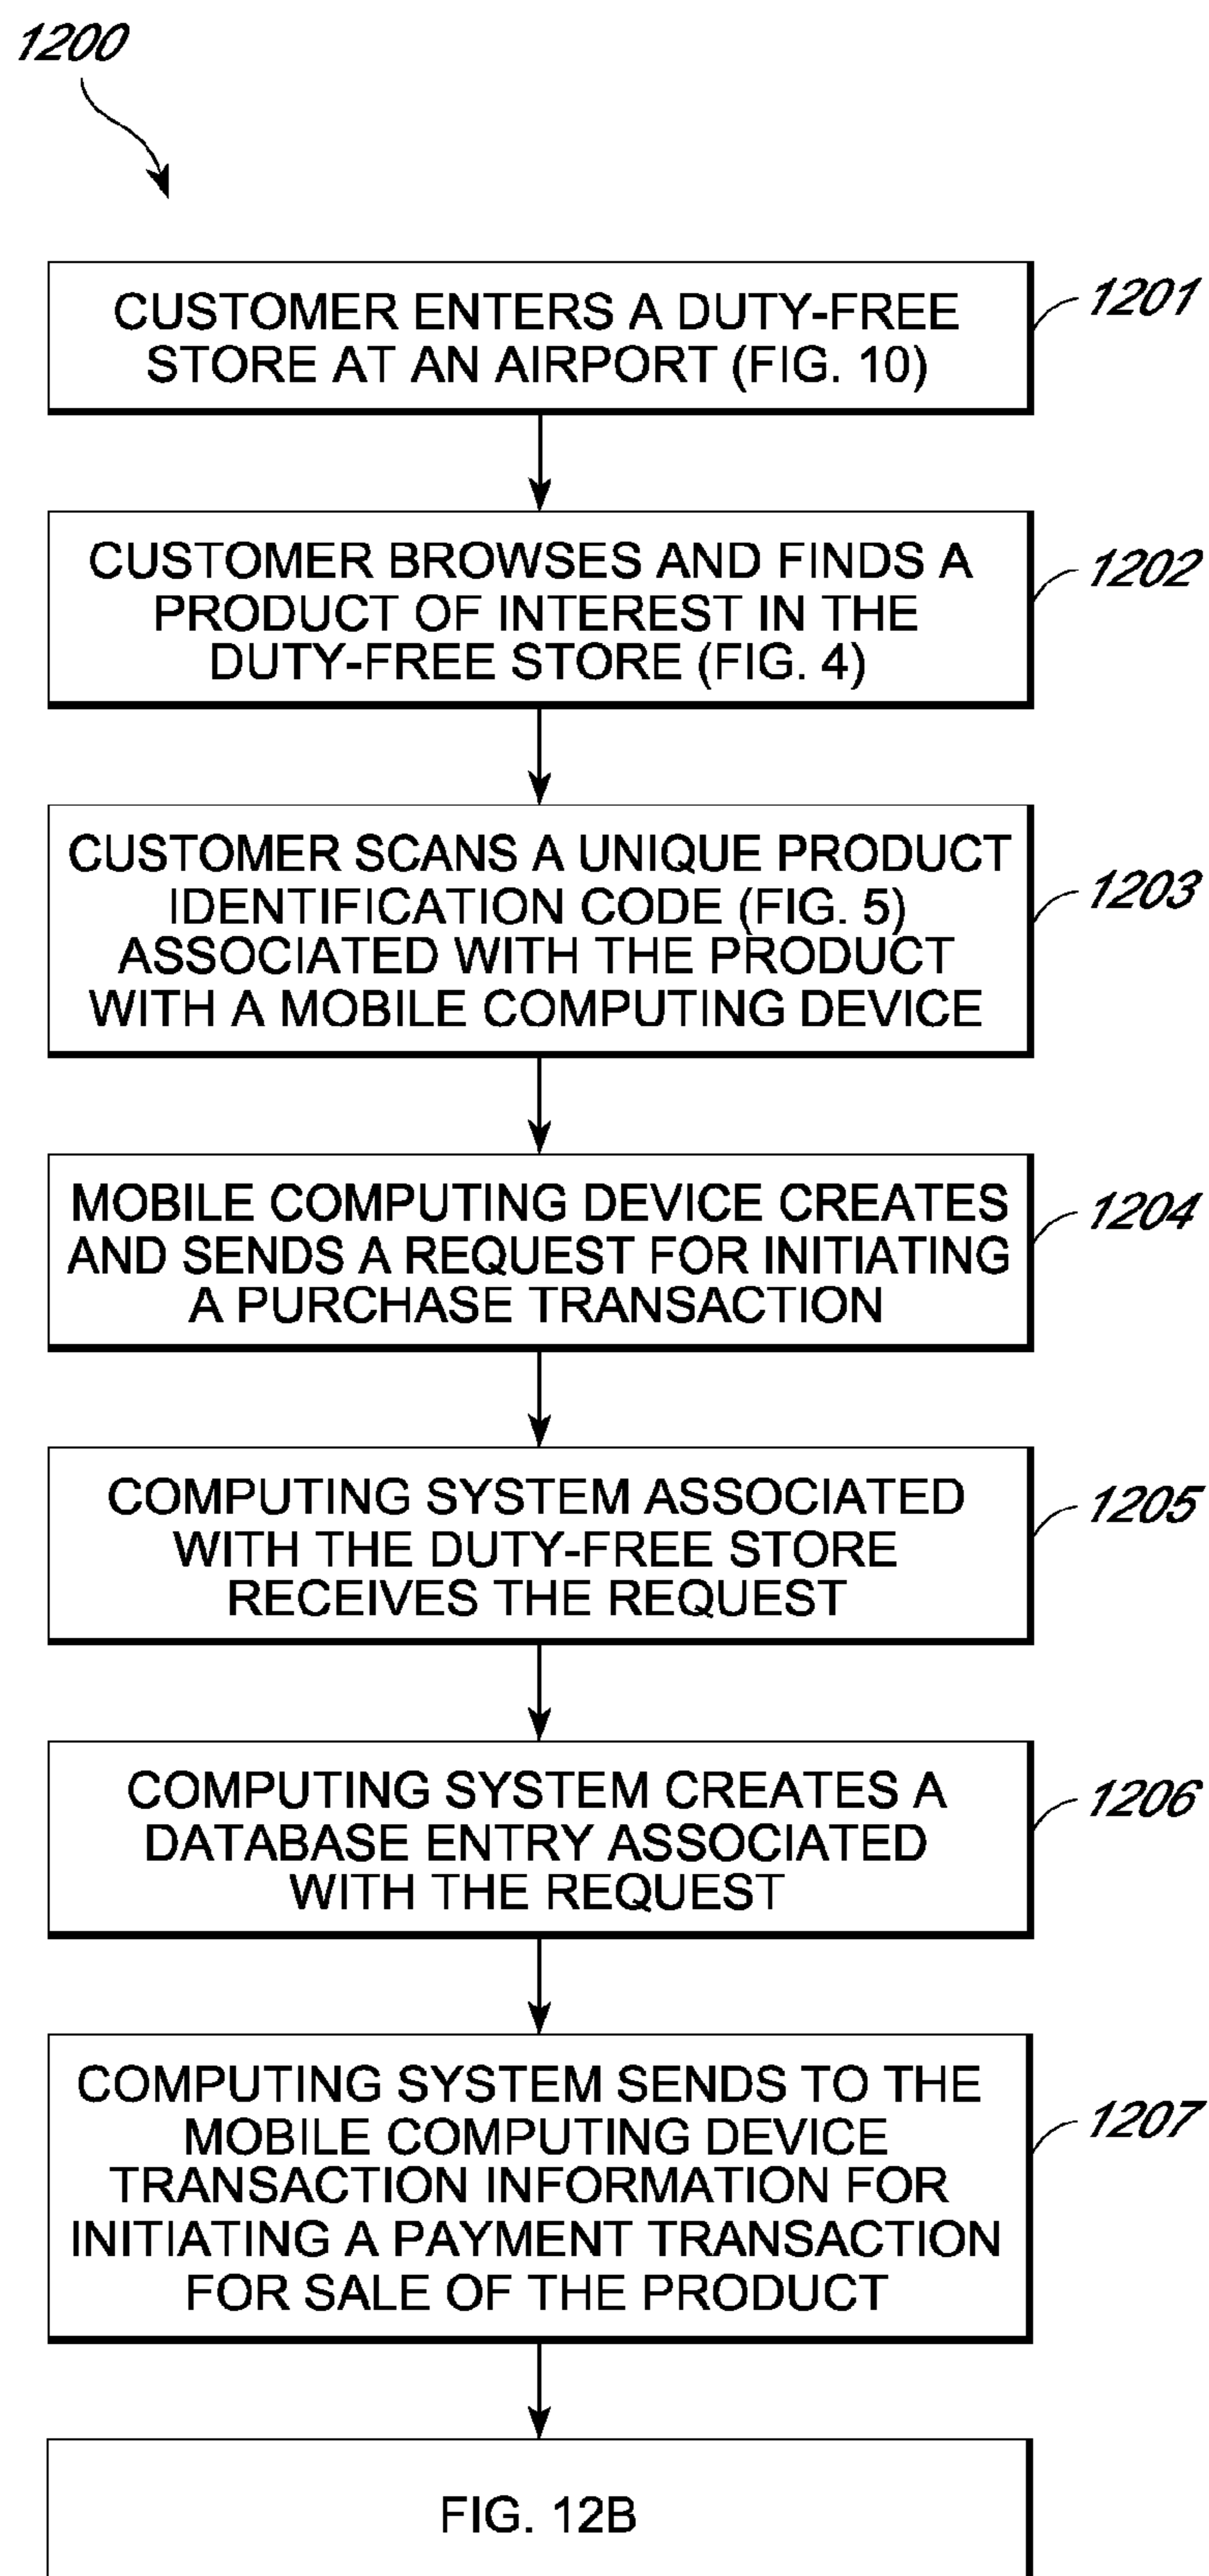 1200
CUSTOMER ENTERS A DUTY-FREE
STORE AT AN AIRPORT (FIG. 10)
1201
CUSTOMER BROWSES AND FINDS A
PRODUCT OF INTEREST IN THE
DUTY-FREE STORE (FIG. 4)
1202
CUSTOMER SCANS A UNIQUE PRODUCT
IDENTIFICATION CODE (FIG. 5)
ASSOCIATED WITH THE PRODUCT
WITH A MOBILE COMPUTING DEVICE
1203
MOBILE COMPUTING DEVICE CREATES
AND SENDS A REQUEST FOR INITIATING
A PURCHASE TRANSACTION
1204
COMPUTING SYSTEM ASSOCIATED
WITH THE DUTY-FREE STORE
RECEIVES THE REQUEST
1205
COMPUTING SYSTEM CREATES A
DATABASE ENTRY ASSOCIATED
WITH THE REQUEST
1206
COMPUTING SYSTEM SENDS TO THE
MOBILE COMPUTING DEVICE
TRANSACTION INFORMATION FOR
INITIATING A PAYMENT TRANSACTION
FOR SALE OF THE PRODUCT
1207
FIG. 12B